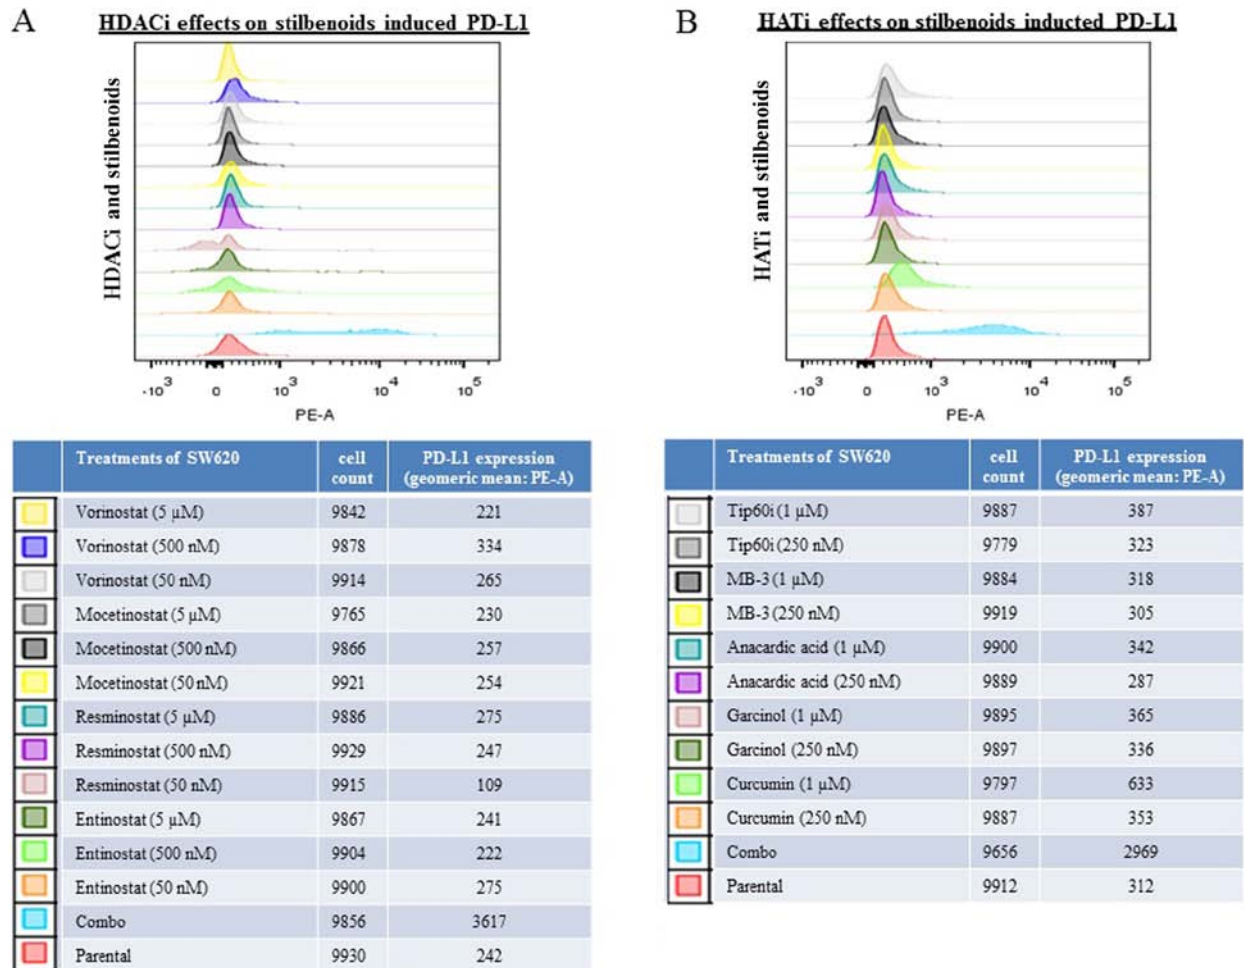 A
HDACi effects on stilbenoids induced PD-L1
HDACi and stilbenoids
-10³ 0 10³ 10⁴ 10⁵
PE-A
Treatments of SW620 cell count PD-L1 expression (geomeric mean: PE-A)
Vorinostat (5 µM) 9842 221
Vorinostat (500 nM) 9878 334
Vorinostat (50 nM) 9914 265
Mocetinostat (5 µM) 9765 230
Mocetinostat (500 nM) 9866 257
Mocetinostat (50 nM) 9921 254
Resminostat (5 µM) 9886 275
Resminostat (500 nM) 9929 247
Resminostat (50 nM) 9915 109
Entinostat (5 µM) 9867 241
Entinostat (500 nM) 9904 222
Entinostat (50 nM) 9900 275
Combo 9856 3617
Parental 9930 242
B
HATi effects on stilbenoids inducted PD-L1
HATi and stilbenoids
-10³ 0 10³ 10⁴ 10⁵
PE-A
Treatments of SW620 cell count PD-L1 expression (geomeric mean: PE-A)
Tip60i (1 µM) 9887 387
Tip60i (250 nM) 9779 323
MB-3 (1 µM) 9884 318
MB-3 (250 nM) 9919 305
Anacardic acid (1 µM) 9900 342
Anacardic acid (250 nM) 9889 287
Garcinol (1 µM) 9895 365
Garcinol (250 nM) 9897 336
Curcumin (1 µM) 9797 633
Curcumin (250 nM) 9887 353
Combo 9656 2969
Parental 9912 312